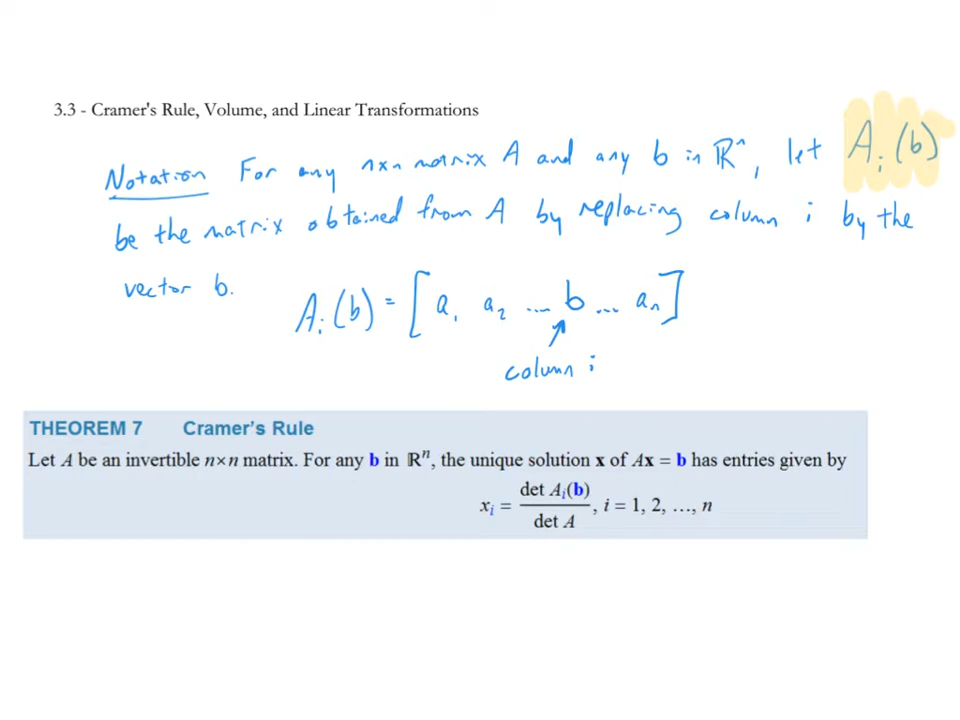 3.3 - Cramer's Rule, Volume, and Linear Transformations
Notation For any nxn matrix A and any b in ℝⁿ, let Aᵢ(b)
be the matrix obtained from A by replacing column i by the
vector b.
Aᵢ(b) = [a₁ a₂ ... b ... aₙ]
column i
THEOREM 7 Cramer's Rule
Let A be an invertible n×n matrix. For any b in ℝⁿ, the unique solution x of Ax = b has entries given by
xᵢ = det Aᵢ(b) / det A, i = 1, 2, …, n